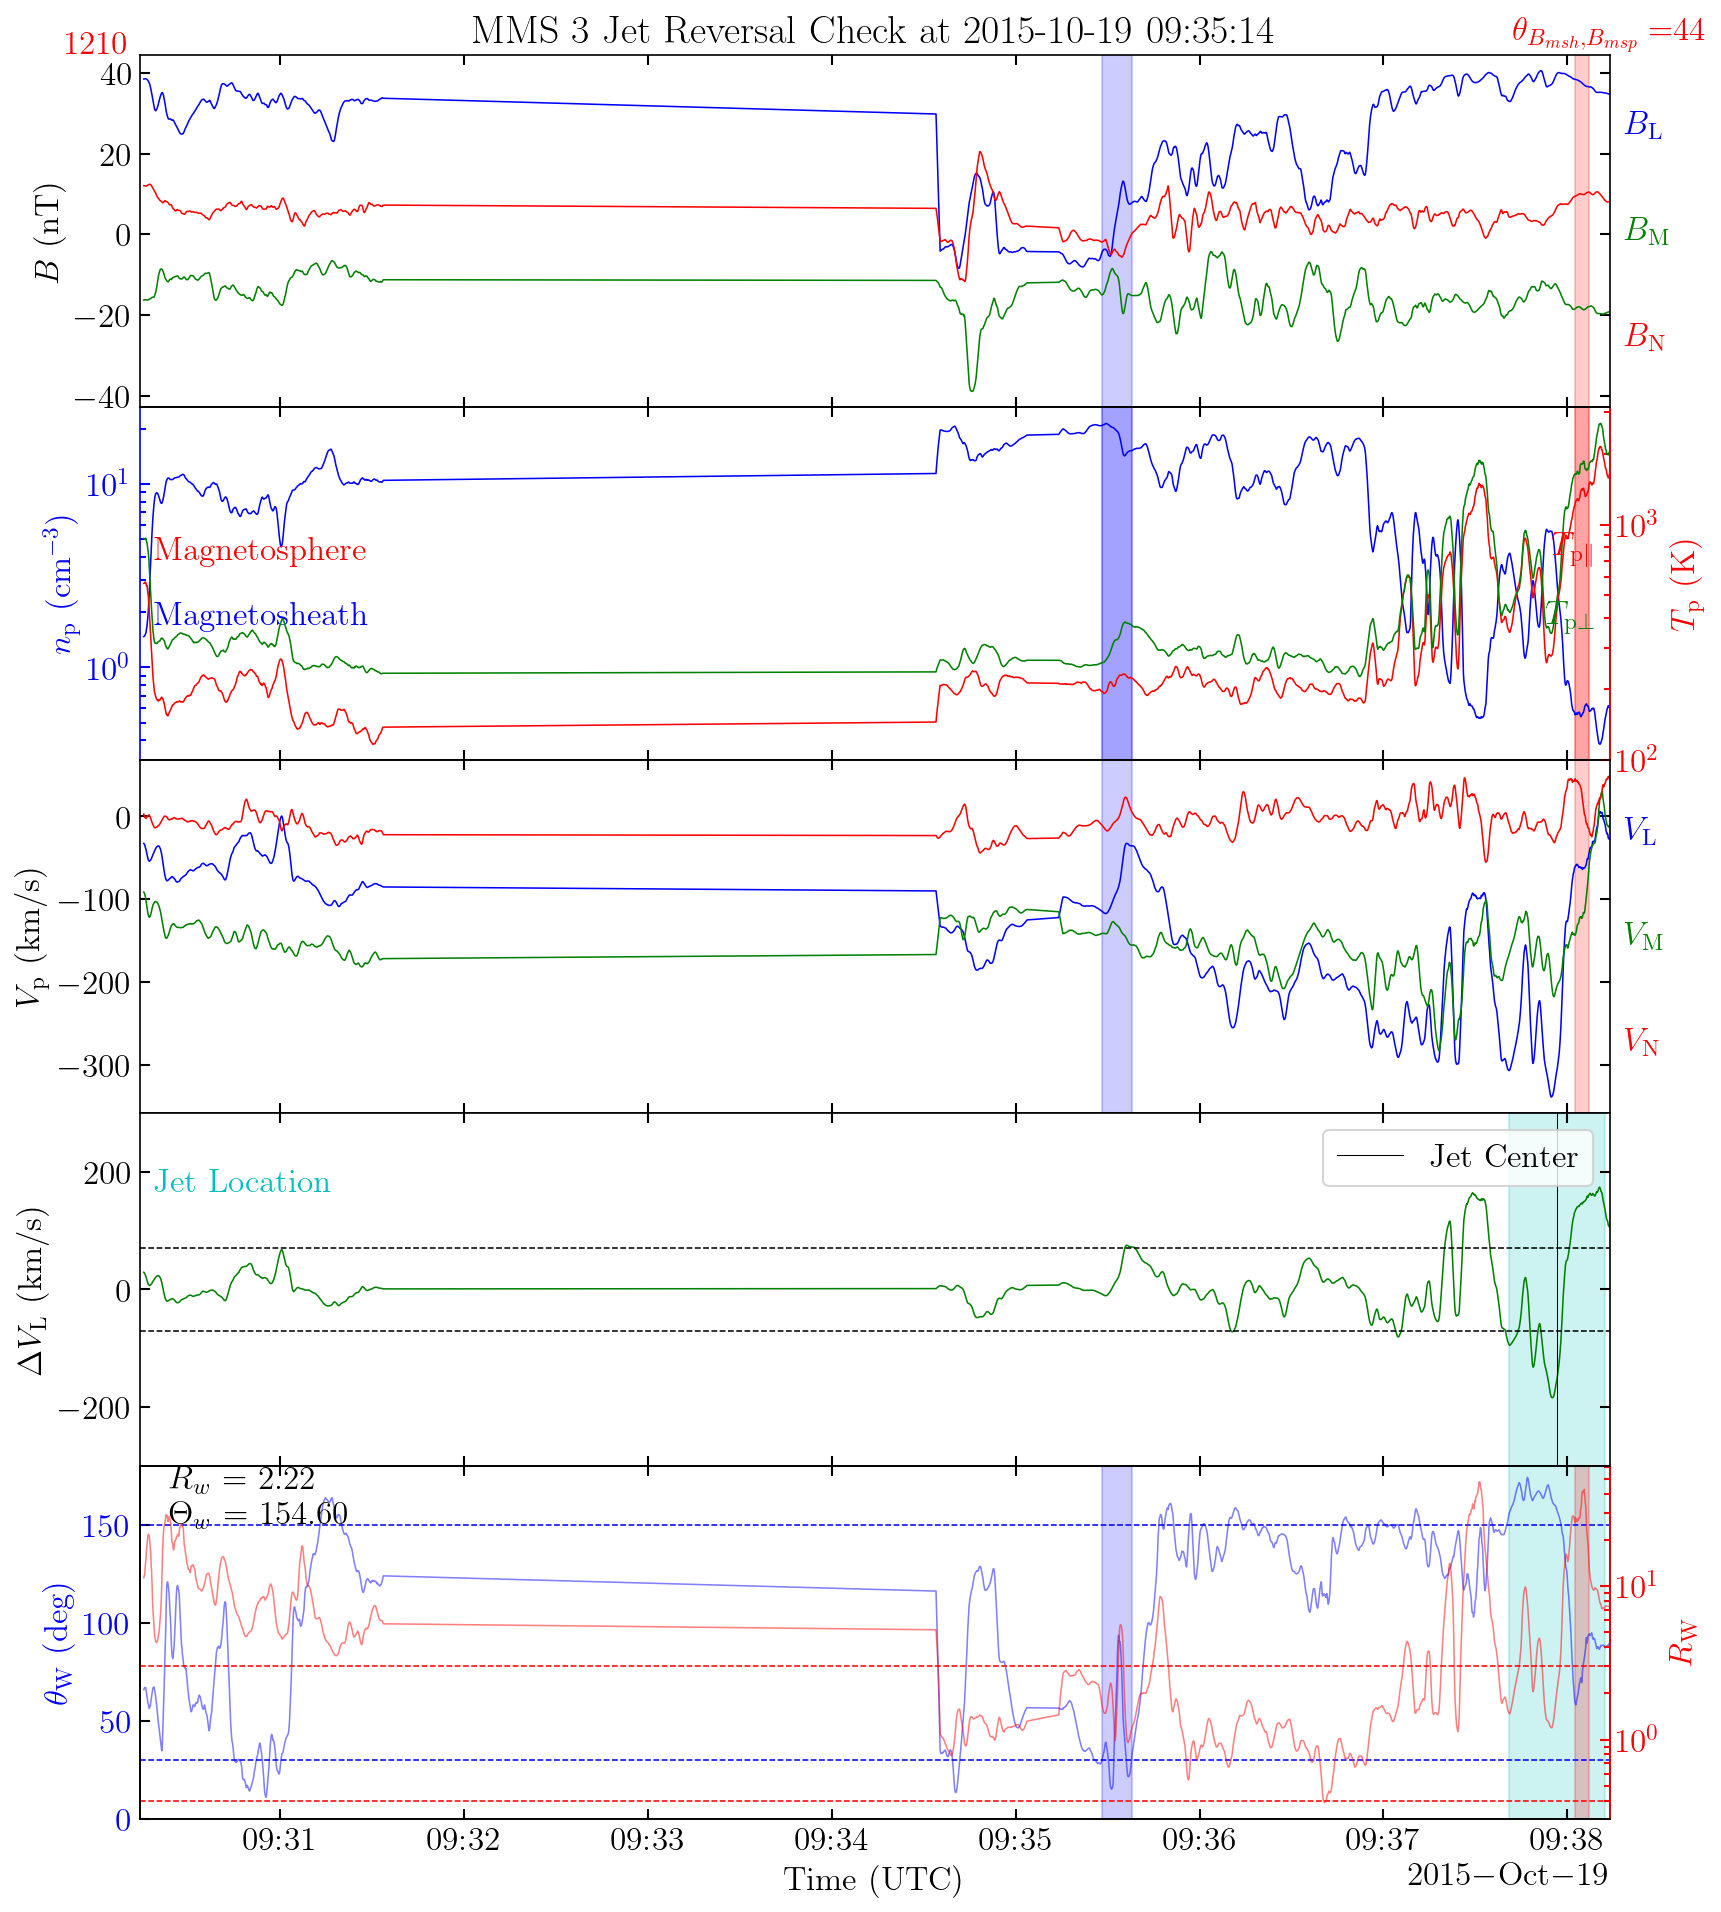 MMS 3 Jet Reversal Check at 2015-10-19 09:35:14
1210
θ_{B_{msh},B_{msp}} =44
40
20
0
−20
−40
B (nT)
B_L
B_M
B_N
10^1
10^0
n_p (cm^{−3})
Magnetosphere
Magnetosheath
T_{p∥}
T_{p⊥}
10^3
10^2
T_p (K)
0
−100
−200
−300
V_p (km/s)
V_L
V_M
V_N
200
0
−200
ΔV_L (km/s)
Jet Location
Jet Center
R_w = 2.22
Θ_w = 154.60
150
100
50
0
θ_W (deg)
10^1
10^0
R_W
09:31 09:32 09:33 09:34 09:35 09:36 09:37 09:38
2015−Oct−19
Time (UTC)